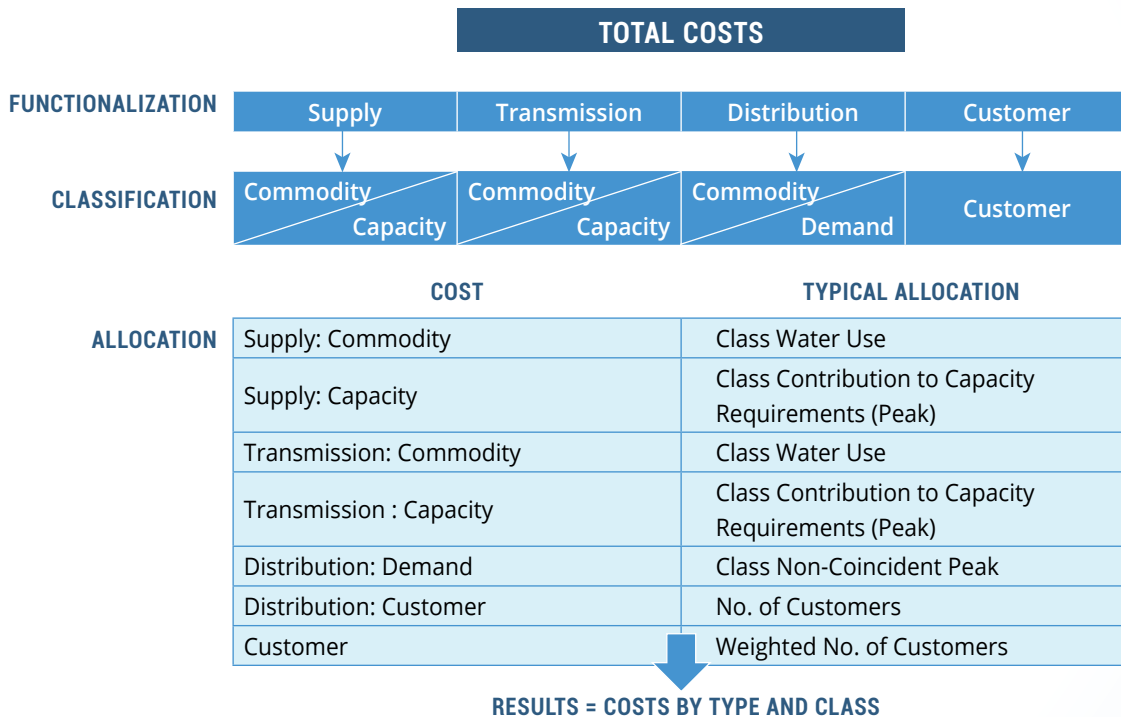 TOTAL COSTS
FUNCTIONALIZATION
Supply
Transmission
Distribution
Customer
CLASSIFICATION
Commodity
Capacity
Commodity
Capacity
Commodity
Demand
Customer
COST
TYPICAL ALLOCATION
ALLOCATION
Supply: Commodity
Class Water Use
Supply: Capacity
Class Contribution to Capacity
Requirements (Peak)
Transmission: Commodity
Class Water Use
Transmission : Capacity
Class Contribution to Capacity
Requirements (Peak)
Distribution: Demand
Class Non-Coincident Peak
Distribution: Customer
No. of Customers
Customer
Weighted No. of Customers
RESULTS = COSTS BY TYPE AND CLASS